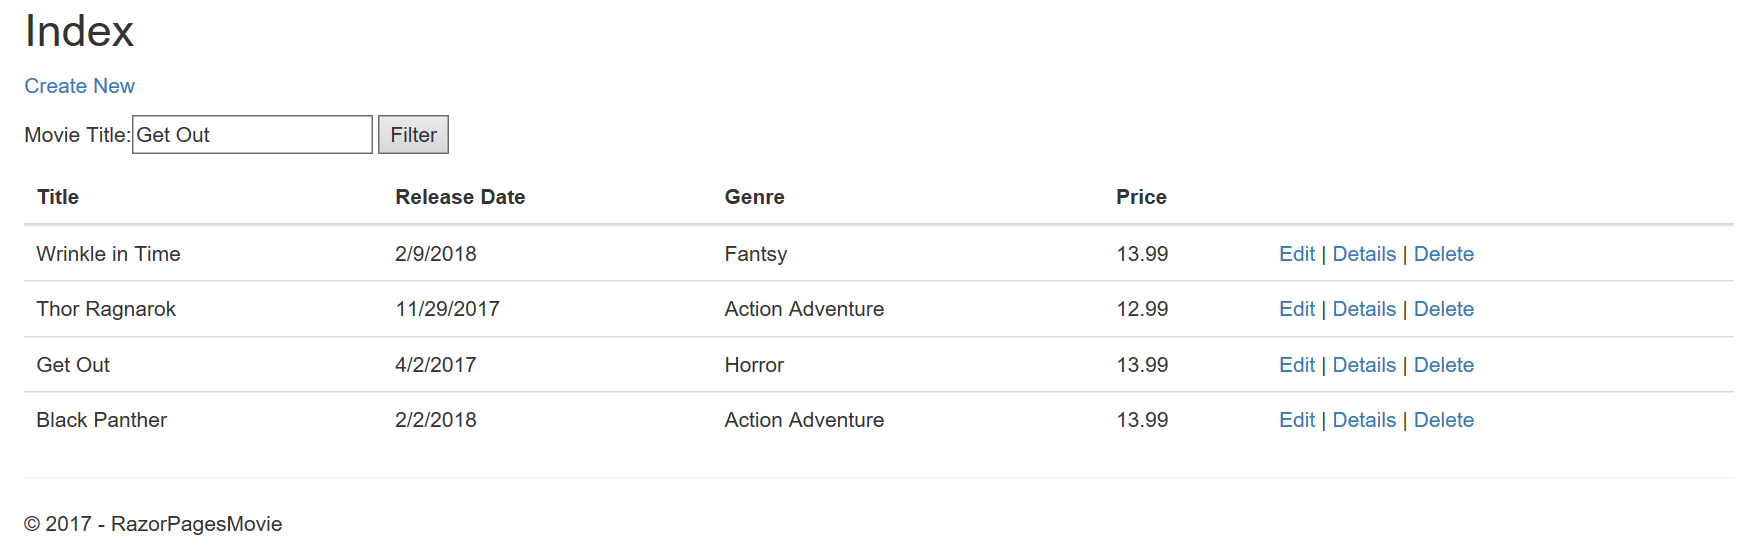 Index
Create New
Movie Title: Get Out Filter
Title Release Date Genre Price
Wrinkle in Time 2/9/2018 Fantsy 13.99 Edit | Details | Delete
Thor Ragnarok 11/29/2017 Action Adventure 12.99 Edit | Details | Delete
Get Out 4/2/2017 Horror 13.99 Edit | Details | Delete
Black Panther 2/2/2018 Action Adventure 13.99 Edit | Details | Delete
© 2017 - RazorPagesMovie